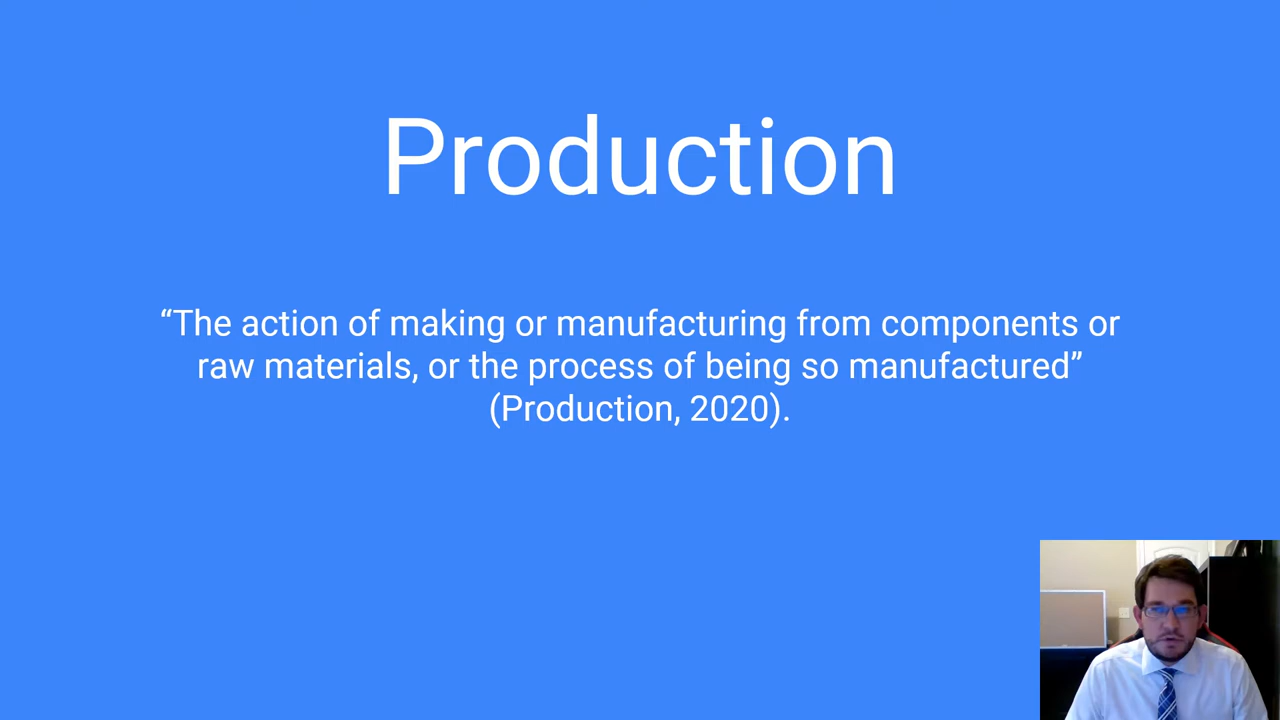 Production
“The action of making or manufacturing from components or
raw materials, or the process of being so manufactured”
(Production, 2020).